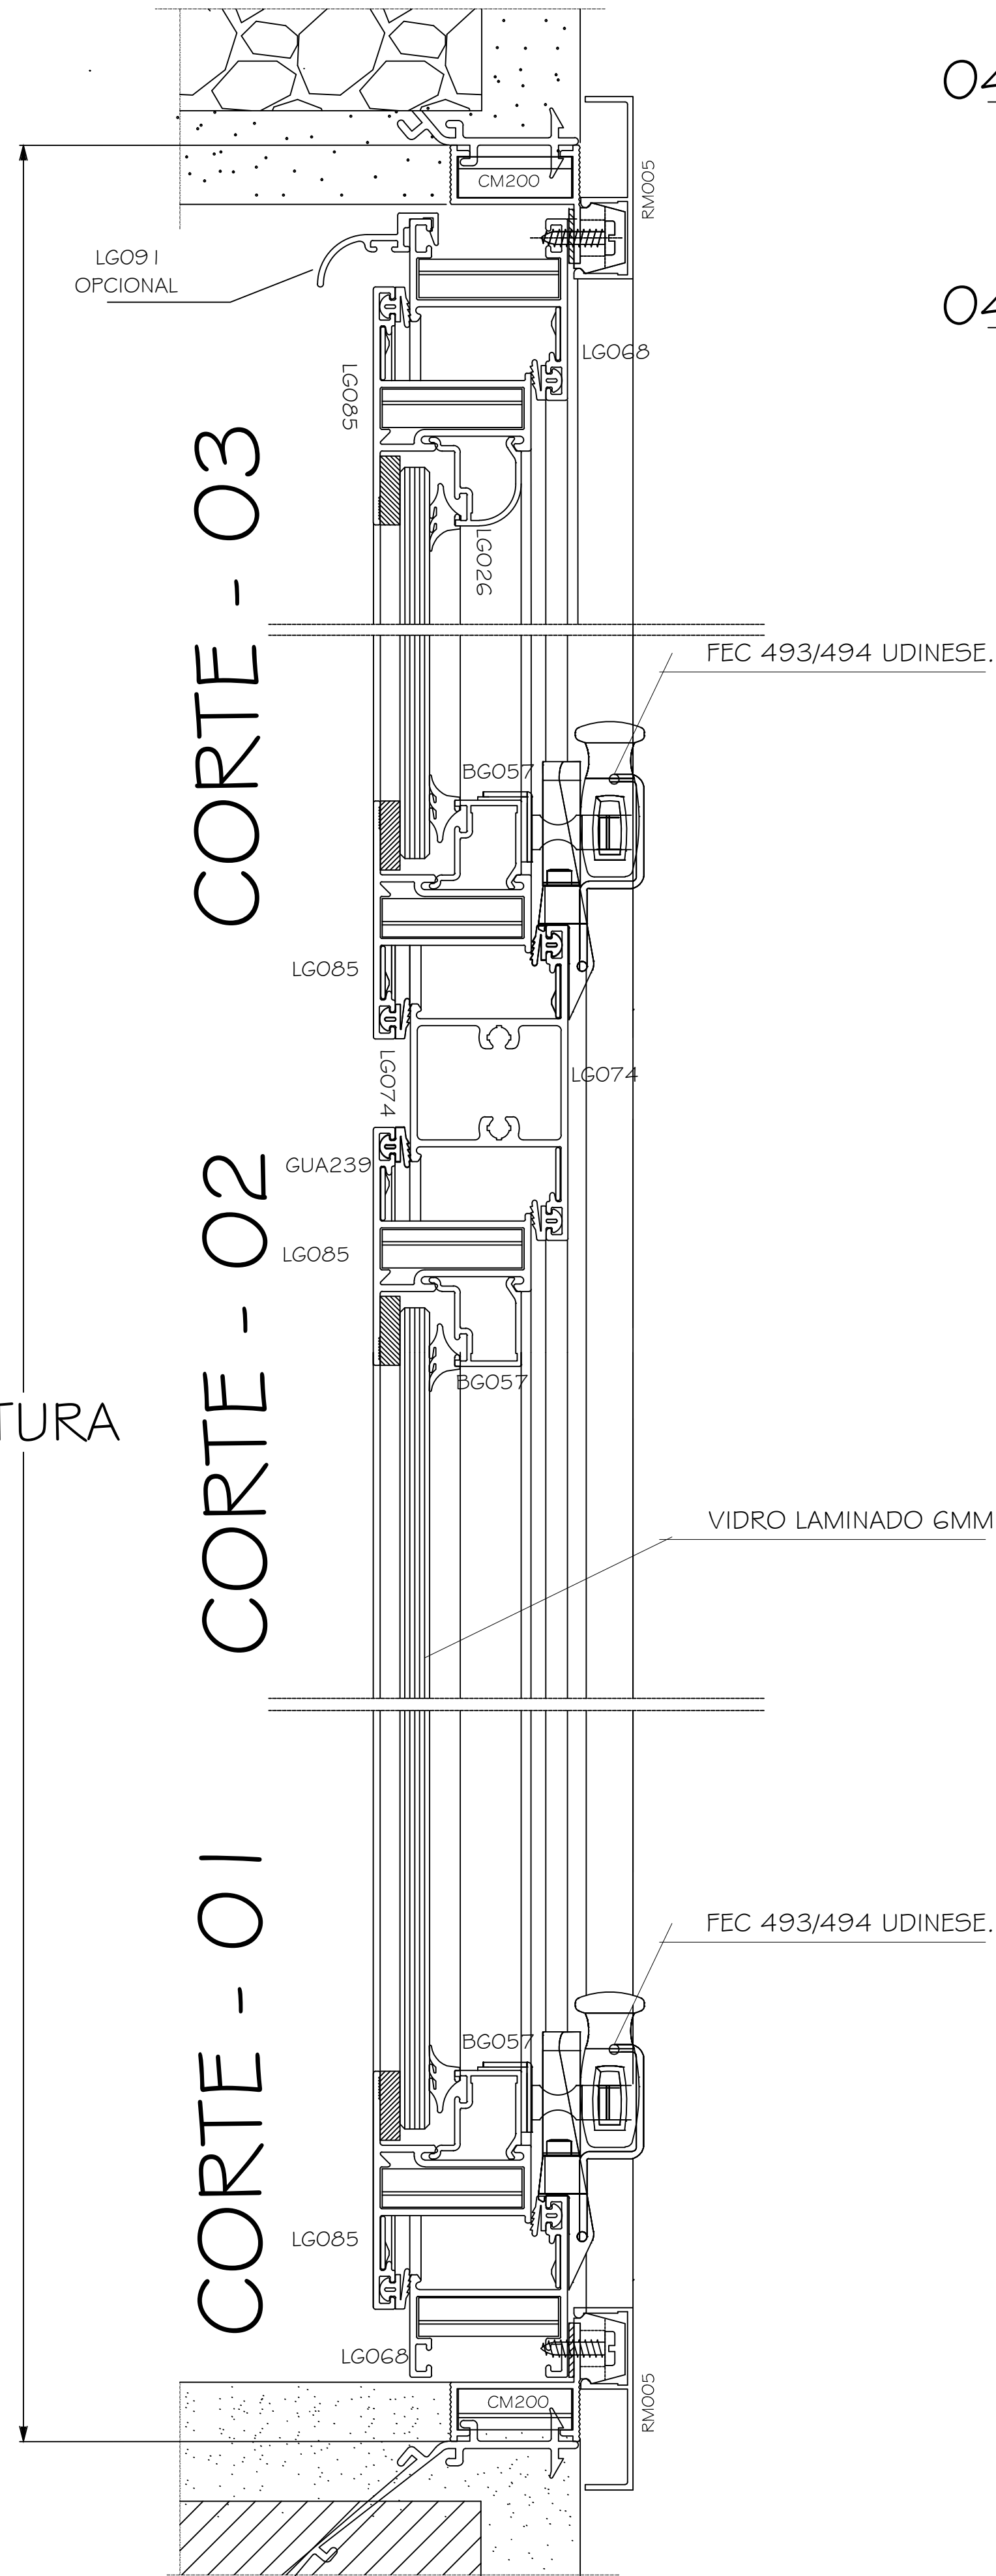 04
CM200
RM005
LG091
OPCIONAL
04
LG068
LG085
CORTE - 03
LG026
FEC 493/494 UDINESE.
BG057
LG085
LG074
LG074
GUA239
CORTE - 02
LG085
BG057
TURA
VIDRO LAMINADO 6MM
CORTE - 01
FEC 493/494 UDINESE.
BG057
LG085
LG068
CM200
RM005